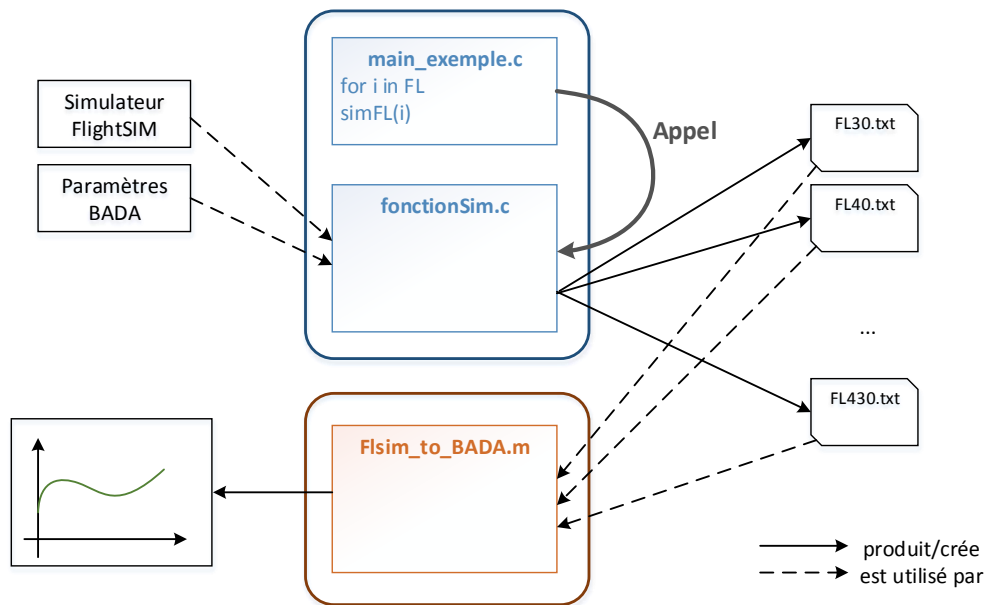 main_exemple.c
for i in FL
simFL(i)
Simulateur
FlightSIM
Paramètres
BADA
Appel
fonctionSim.c
FL30.txt
FL40.txt
...
FL430.txt
Flsim_to_BADA.m
produit/crée
est utilisé par